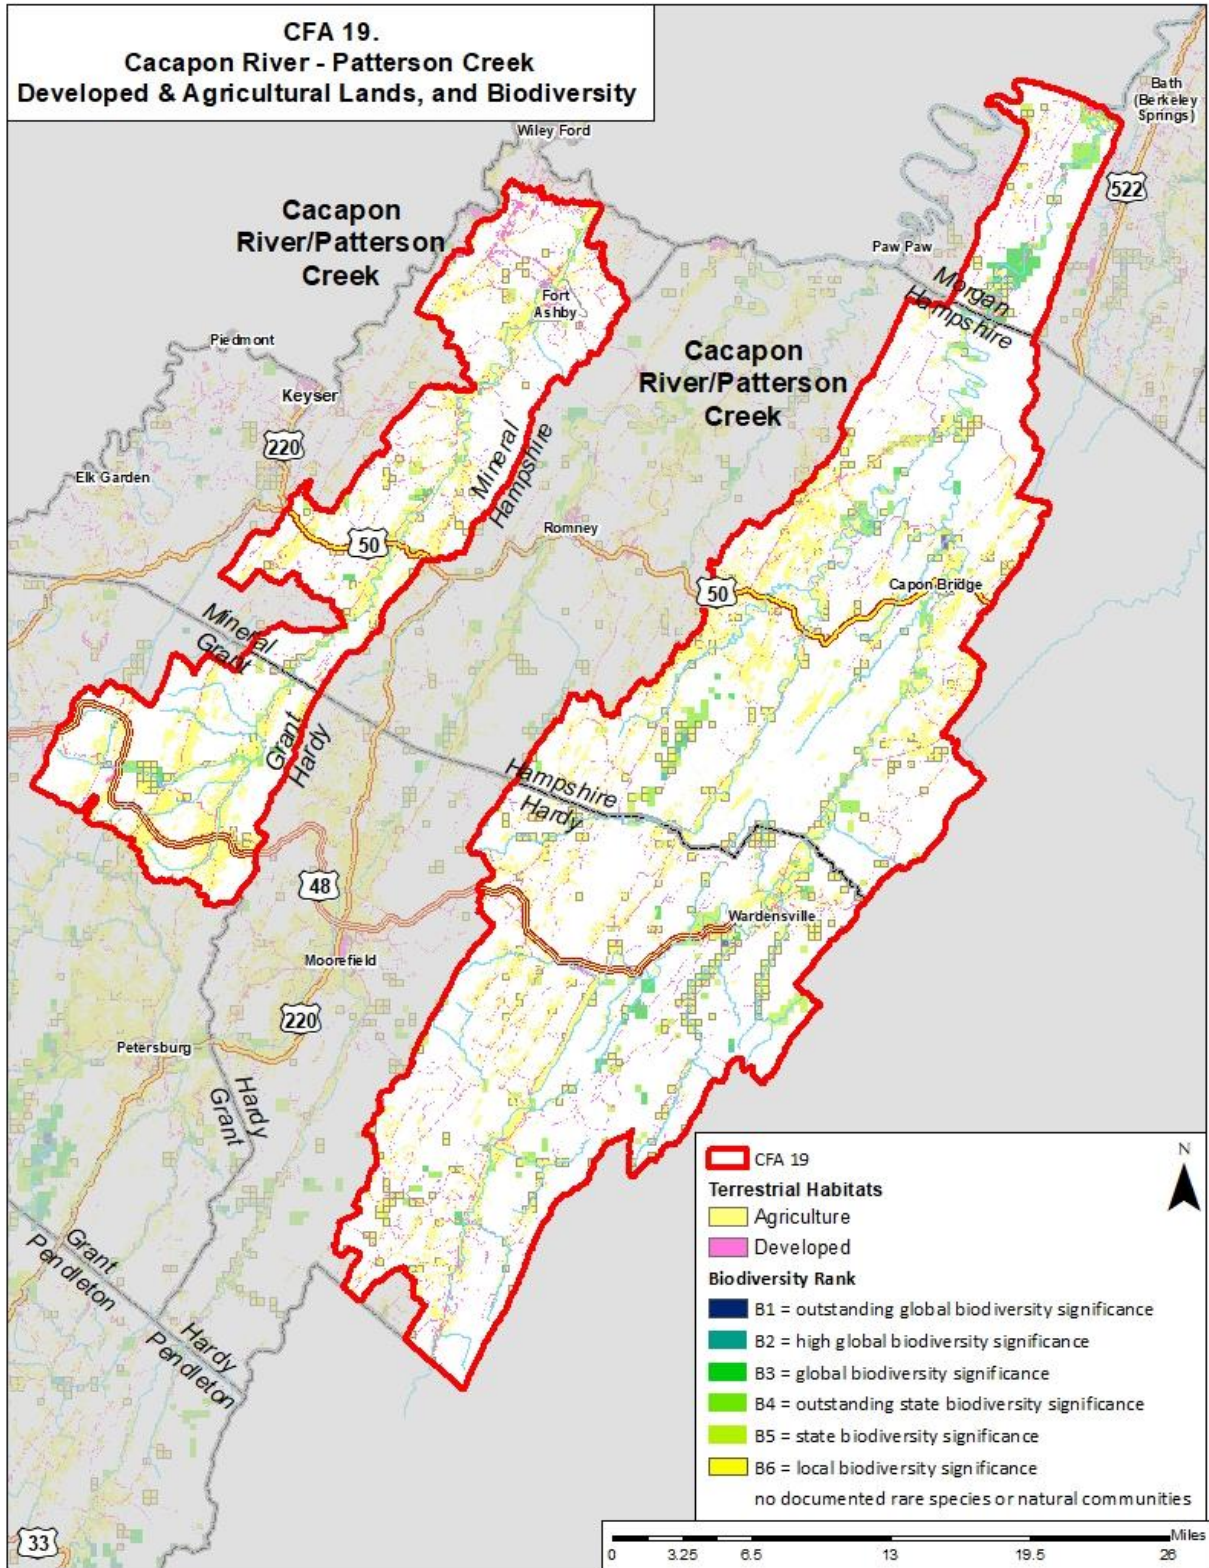 CFA 19.
Cacapon River - Patterson Creek
Developed & Agricultural Lands, and Biodiversity
Bath
(Berkeley
Springs)
Wiley Ford
522
Cacapon
River/Patterson
Creek
Paw Paw
Morgan
Hampshire
Fort
Ashby
Piedmont
Keyser
Cacapon
River/Patterson
Creek
220
Mineral
Hampshire
Elk Garden
Romney
50
50
Capon Bridge
Mineral
Grant
Grant
Hardy
Hampshire
Hardy
48
Wardensville
Moorefield
220
Petersburg
Hardy
Grant
Grant
Pendleton
Hardy
Pendleton
33
N
CFA 19
Terrestrial Habitats
Agriculture
Developed
Biodiversity Rank
B1 = outstanding global biodiversity significance
B2 = high global biodiversity significance
B3 = global biodiversity significance
B4 = outstanding state biodiversity significance
B5 = state biodiversity significance
B6 = local biodiversity significance
no documented rare species or natural communities
Miles
0 3.25 6.5 13 19.5 26